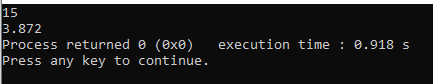 15
3.872
Process returned 0 (0x0)   execution time : 0.918 s
Press any key to continue.